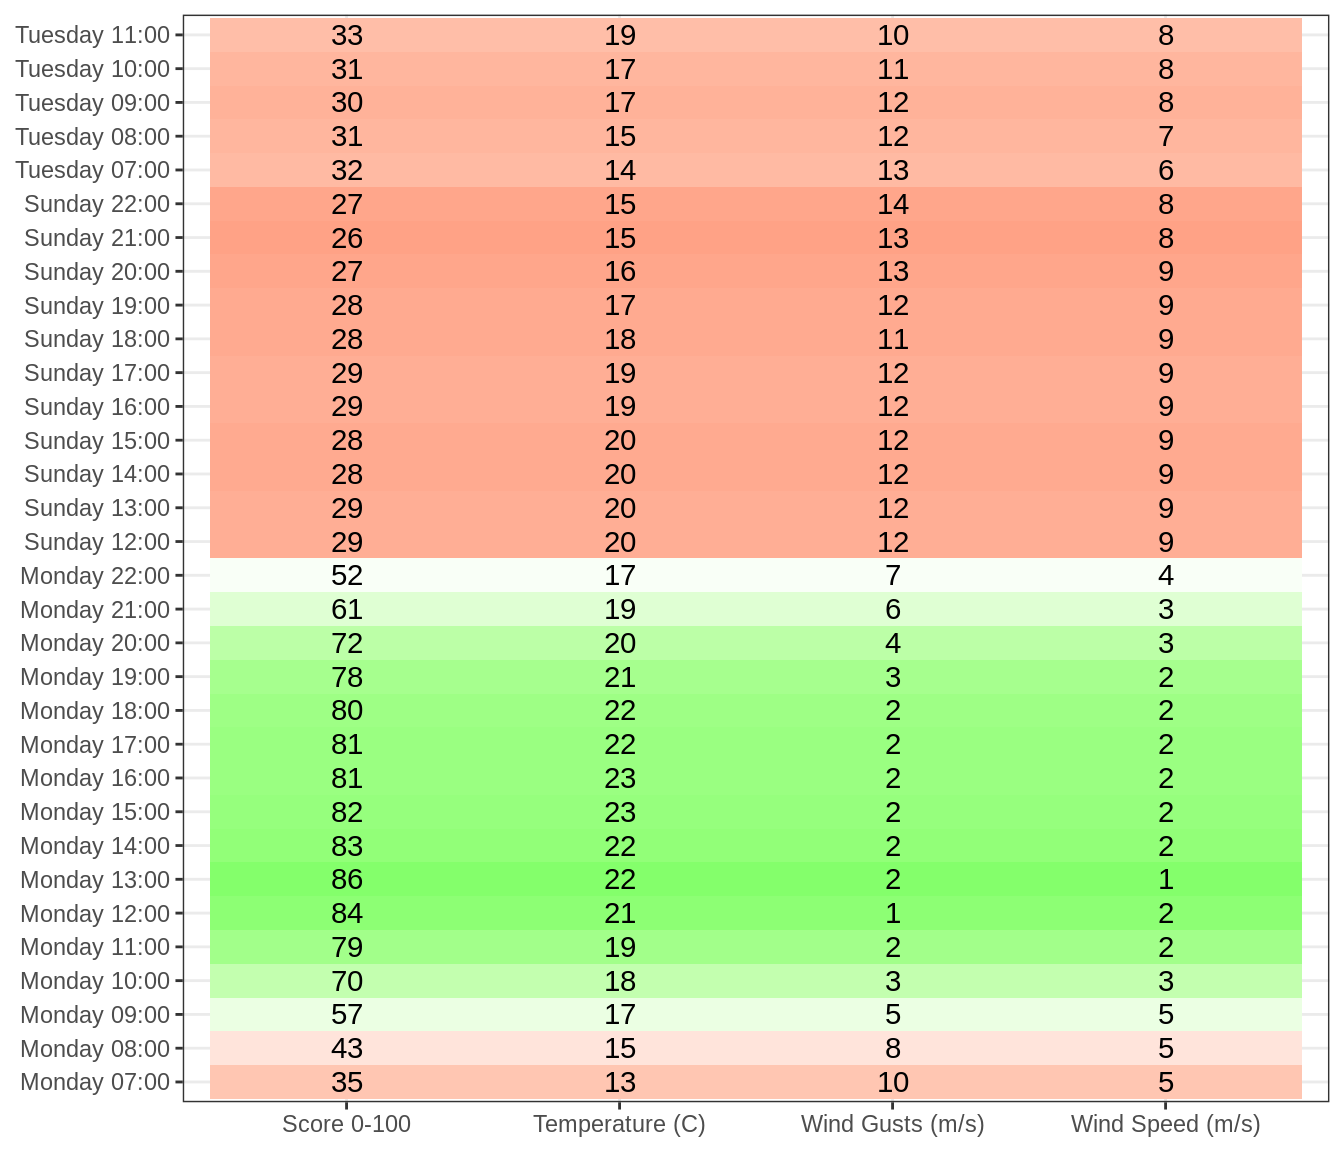 Tuesday 11:00 33 19 10 8
Tuesday 10:00 31 17 11 8
Tuesday 09:00 30 17 12 8
Tuesday 08:00 31 15 12 7
Tuesday 07:00 32 14 13 6
Sunday 22:00 27 15 14 8
Sunday 21:00 26 15 13 8
Sunday 20:00 27 16 13 9
Sunday 19:00 28 17 12 9
Sunday 18:00 28 18 11 9
Sunday 17:00 29 19 12 9
Sunday 16:00 29 19 12 9
Sunday 15:00 28 20 12 9
Sunday 14:00 28 20 12 9
Sunday 13:00 29 20 12 9
Sunday 12:00 29 20 12 9
Monday 22:00 52 17 7 4
Monday 21:00 61 19 6 3
Monday 20:00 72 20 4 3
Monday 19:00 78 21 3 2
Monday 18:00 80 22 2 2
Monday 17:00 81 22 2 2
Monday 16:00 81 23 2 2
Monday 15:00 82 23 2 2
Monday 14:00 83 22 2 2
Monday 13:00 86 22 2 1
Monday 12:00 84 21 1 2
Monday 11:00 79 19 2 2
Monday 10:00 70 18 3 3
Monday 09:00 57 17 5 5
Monday 08:00 43 15 8 5
Monday 07:00 35 13 10 5
Score 0-100 Temperature (C) Wind Gusts (m/s) Wind Speed (m/s)